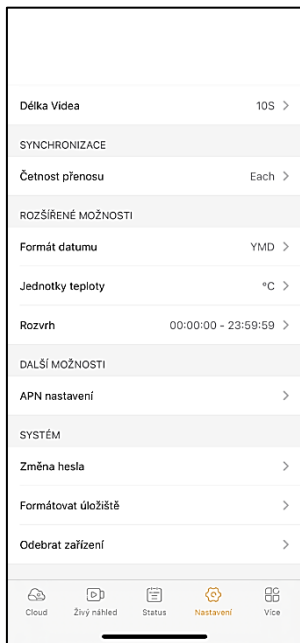 Délka Videa 10S
SYNCHRONIZACE
Četnost přenosu Each
ROZŠÍŘENÉ MOŽNOSTI
Formát datumu YMD
Jednotky teploty °C
Rozvrh 00:00:00 - 23:59:59
DALŠÍ MOŽNOSTI
APN nastavení
SYSTÉM
Změna hesla
Formátovat úložiště
Odebrat zařízení
Cloud Živý náhled Status Nastavení Více